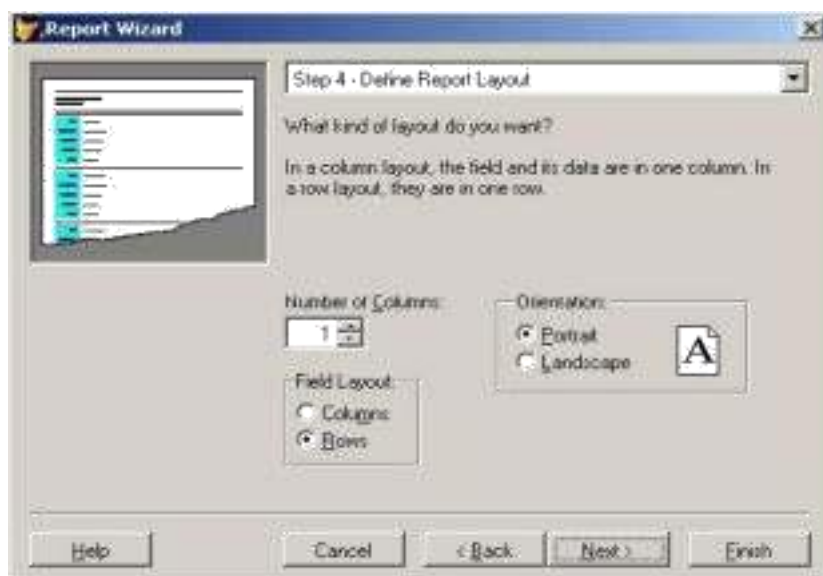 Report Wizard
Step 4 - Define Report Layout
What kind of layout do you want?
In a column layout, the field and its data are in one column. In
a row layout, they are in one row.
Number of Columns:
1
Orientation:
Portrait
Landscape
A
Field Layout:
Columns
Rows
Help
Cancel
< Back
Next >
Finish